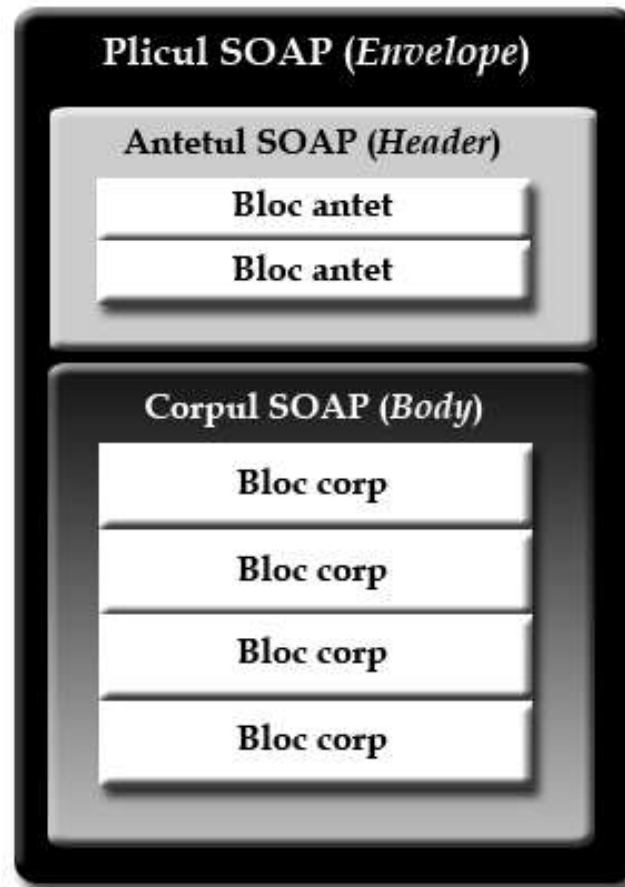 Plicul SOAP (Envelope)
Antetul SOAP (Header)
Bloc antet
Bloc antet
Corpul SOAP (Body)
Bloc corp
Bloc corp
Bloc corp
Bloc corp